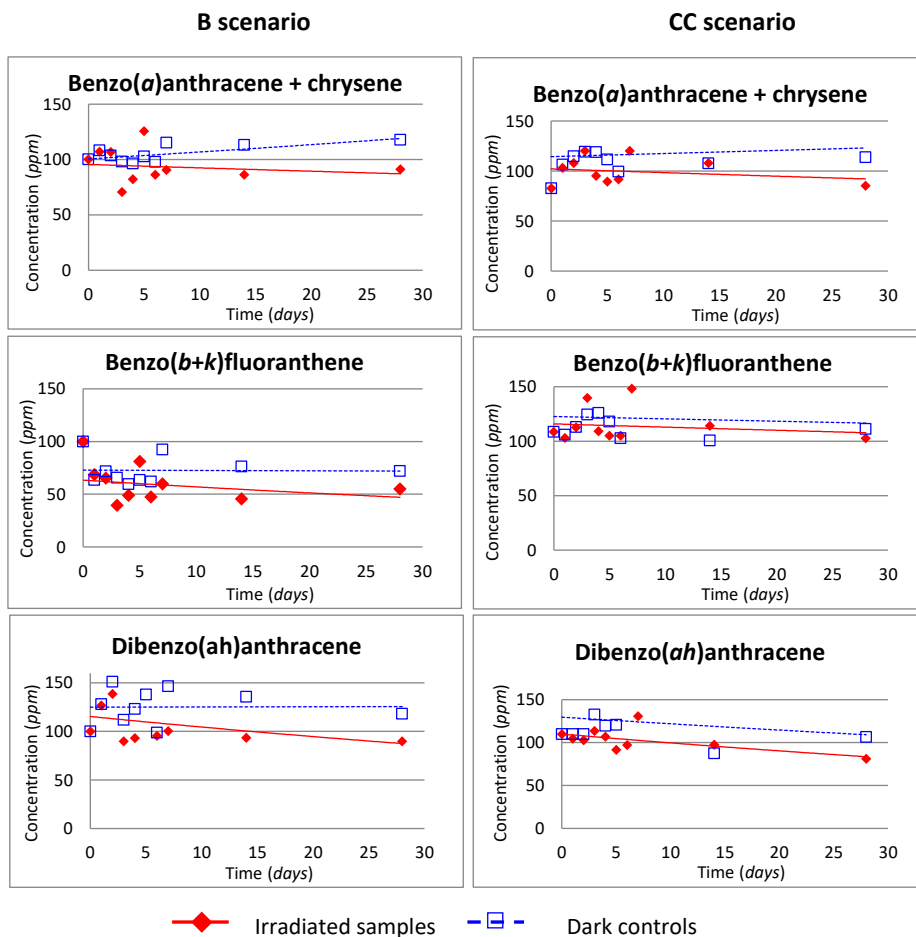 B scenario
CC scenario
Benzo(a)anthracene + chrysene
Concentration (ppm)
150
100
50
0
0 5 10 15 20 25 30
Time (days)
Benzo(a)anthracene + chrysene
Concentration (ppm)
150
100
50
0
0 5 10 15 20 25 30
Time (days)
Benzo(b+k)fluoranthene
Concentration (ppm)
150
100
50
0
0 5 10 15 20 25 30
Time (days)
Benzo(b+k)fluoranthene
Concentration (ppm)
150
100
50
0
0 5 10 15 20 25 30
Time (days)
Dibenzo(ah)anthracene
Concentration (ppm)
150
100
50
0
0 5 10 15 20 25 30
Time (days)
Dibenzo(ah)anthracene
Concentration (ppm)
150
100
50
0
0 5 10 15 20 25 30
Time (days)
Irradiated samples
Dark controls